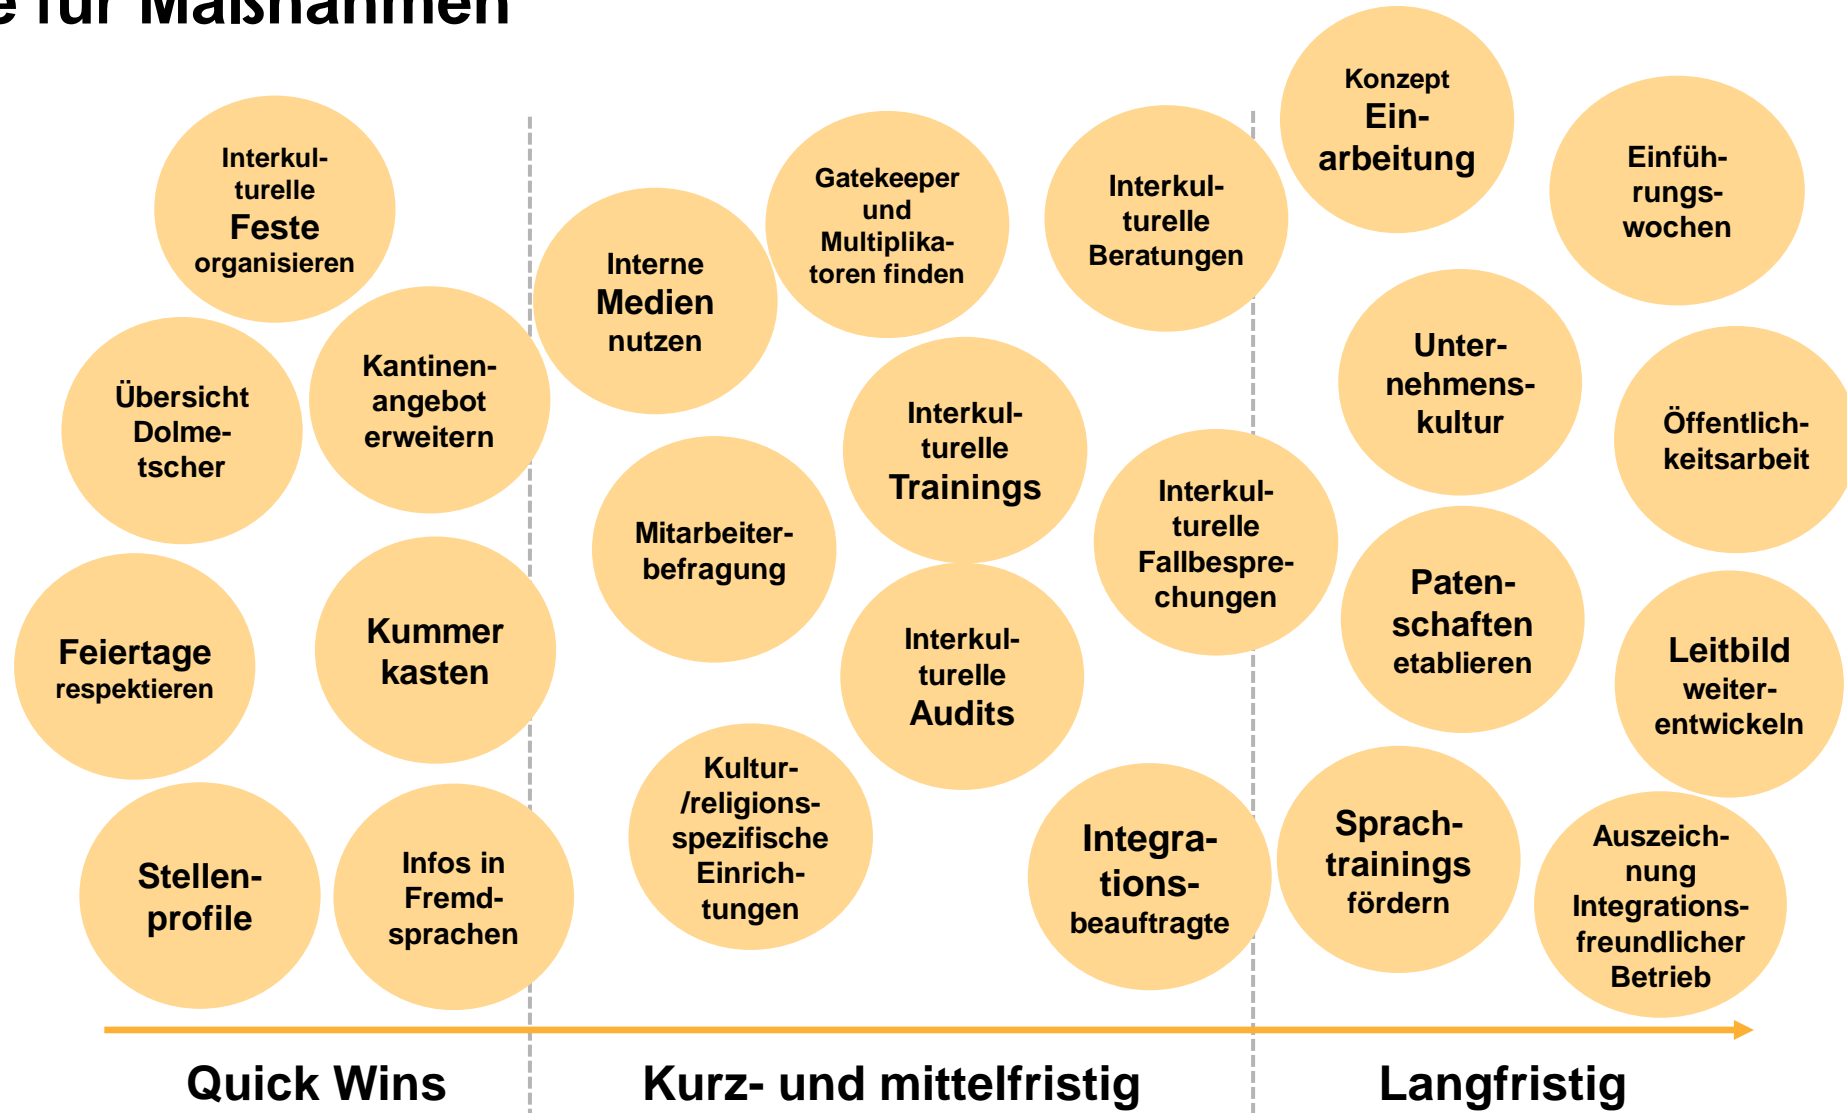 e für Maßnahmen
Interkul-
turelle
Feste
organisieren
Übersicht
Dolme-
tscher
Kantinen-
angebot
erweitern
Feiertage
respektieren
Kummer
kasten
Stellen-
profile
Infos in
Fremd-
sprachen
Interne
Medien
nutzen
Gatekeeper
und
Multiplika-
toren finden
Interkul-
turelle
Beratungen
Mitarbeiter-
befragung
Interkul-
turelle
Trainings
Interkul-
turelle
Fallbespre-
chungen
Interkul-
turelle
Audits
Kultur-
/religions-
spezifische
Einrich-
tungen
Integra-
tions-
beauftragte
Konzept
Ein-
arbeitung
Einfüh-
rungs-
wochen
Unter-
nehmens-
kultur
Öffentlich-
keitsarbeit
Paten-
schaften
etablieren
Leitbild
weiter-
entwickeln
Sprach-
trainings
fördern
Auszeich-
nung
Integrations-
freundlicher
Betrieb
Quick Wins
Kurz- und mittelfristig
Langfristig